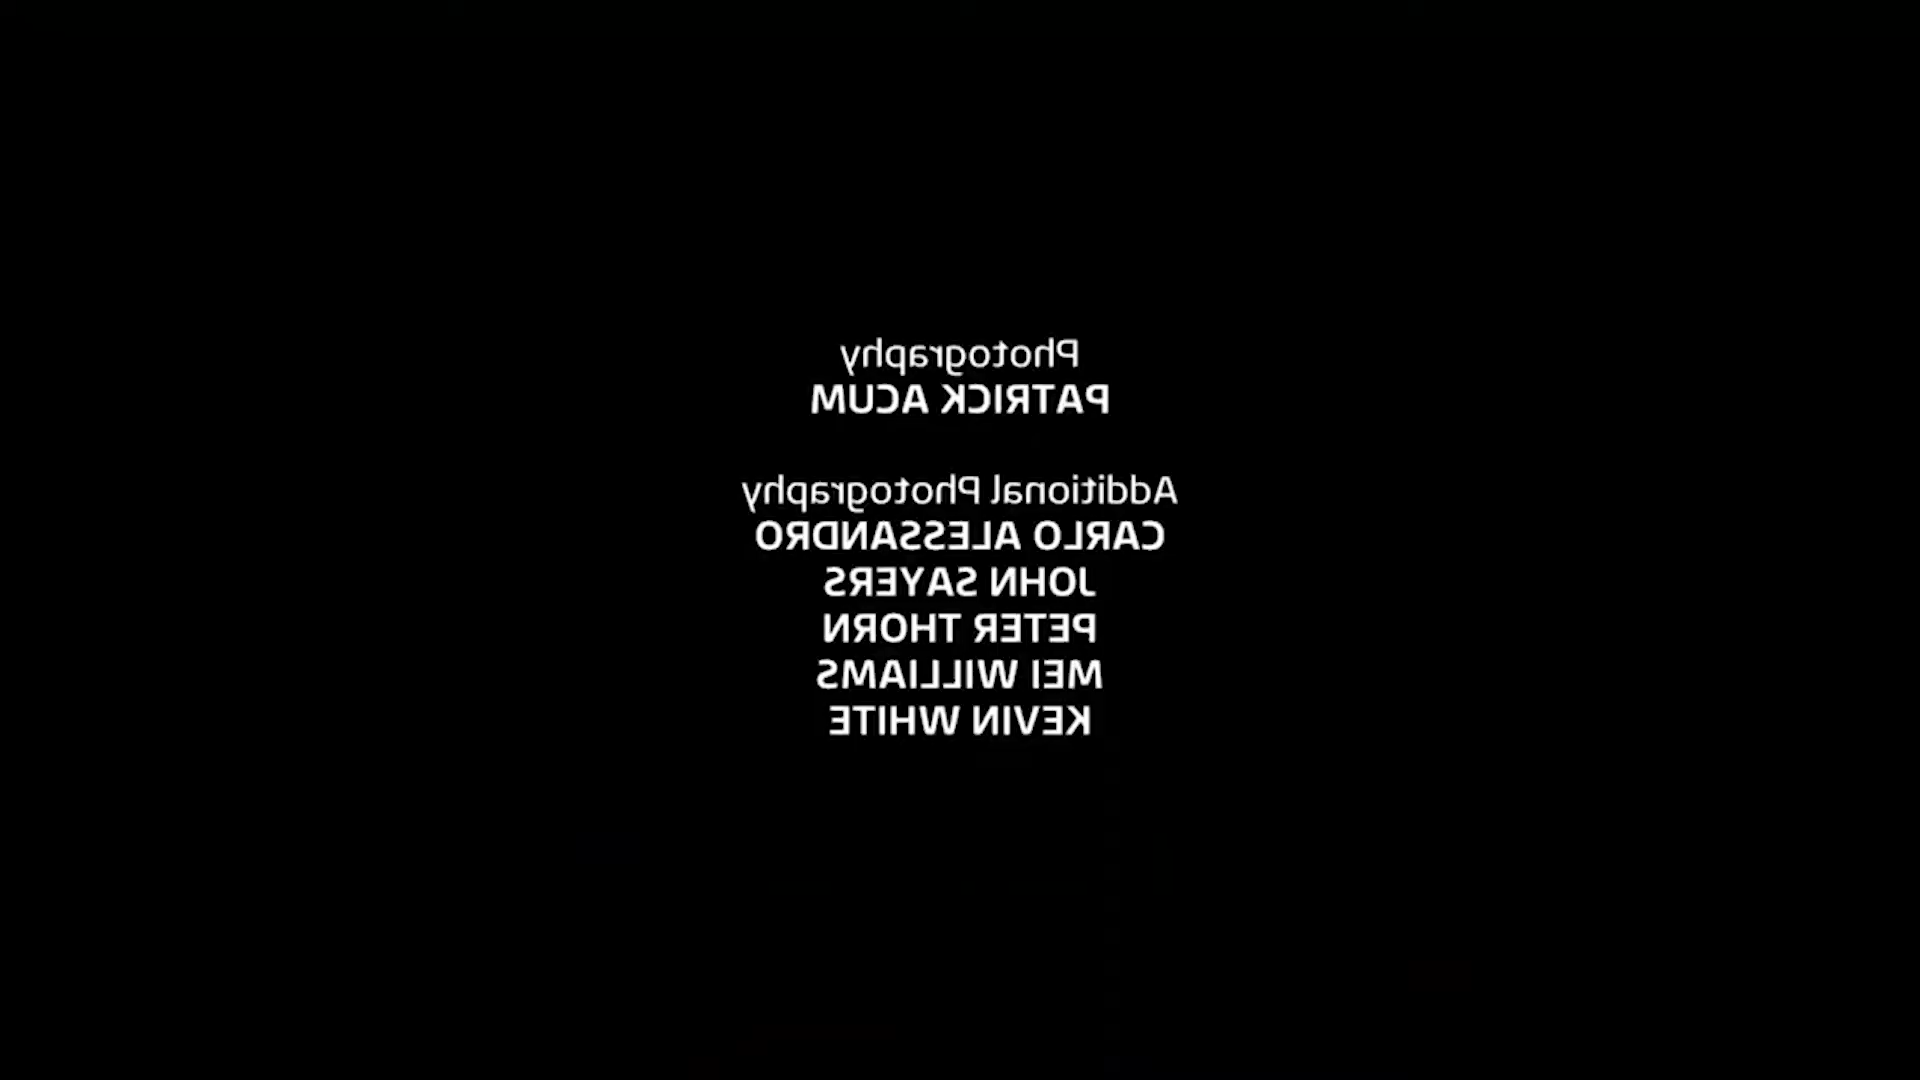 Photography
PATRICK ACUM
Additional Photography
CARLO ALESSANDRO
JOHN SAYERS
PETER THORN
MEI WILLIAMS
KEVIN WHITE